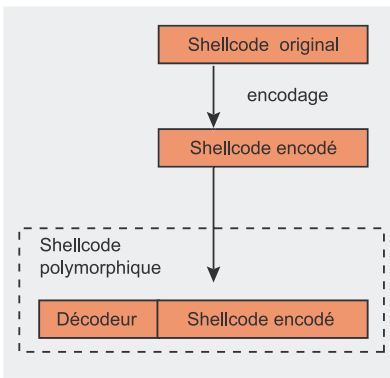 Shellcode original
encodage
Shellcode encodé
Shellcode
polymorphique
Décodeur
Shellcode encodé